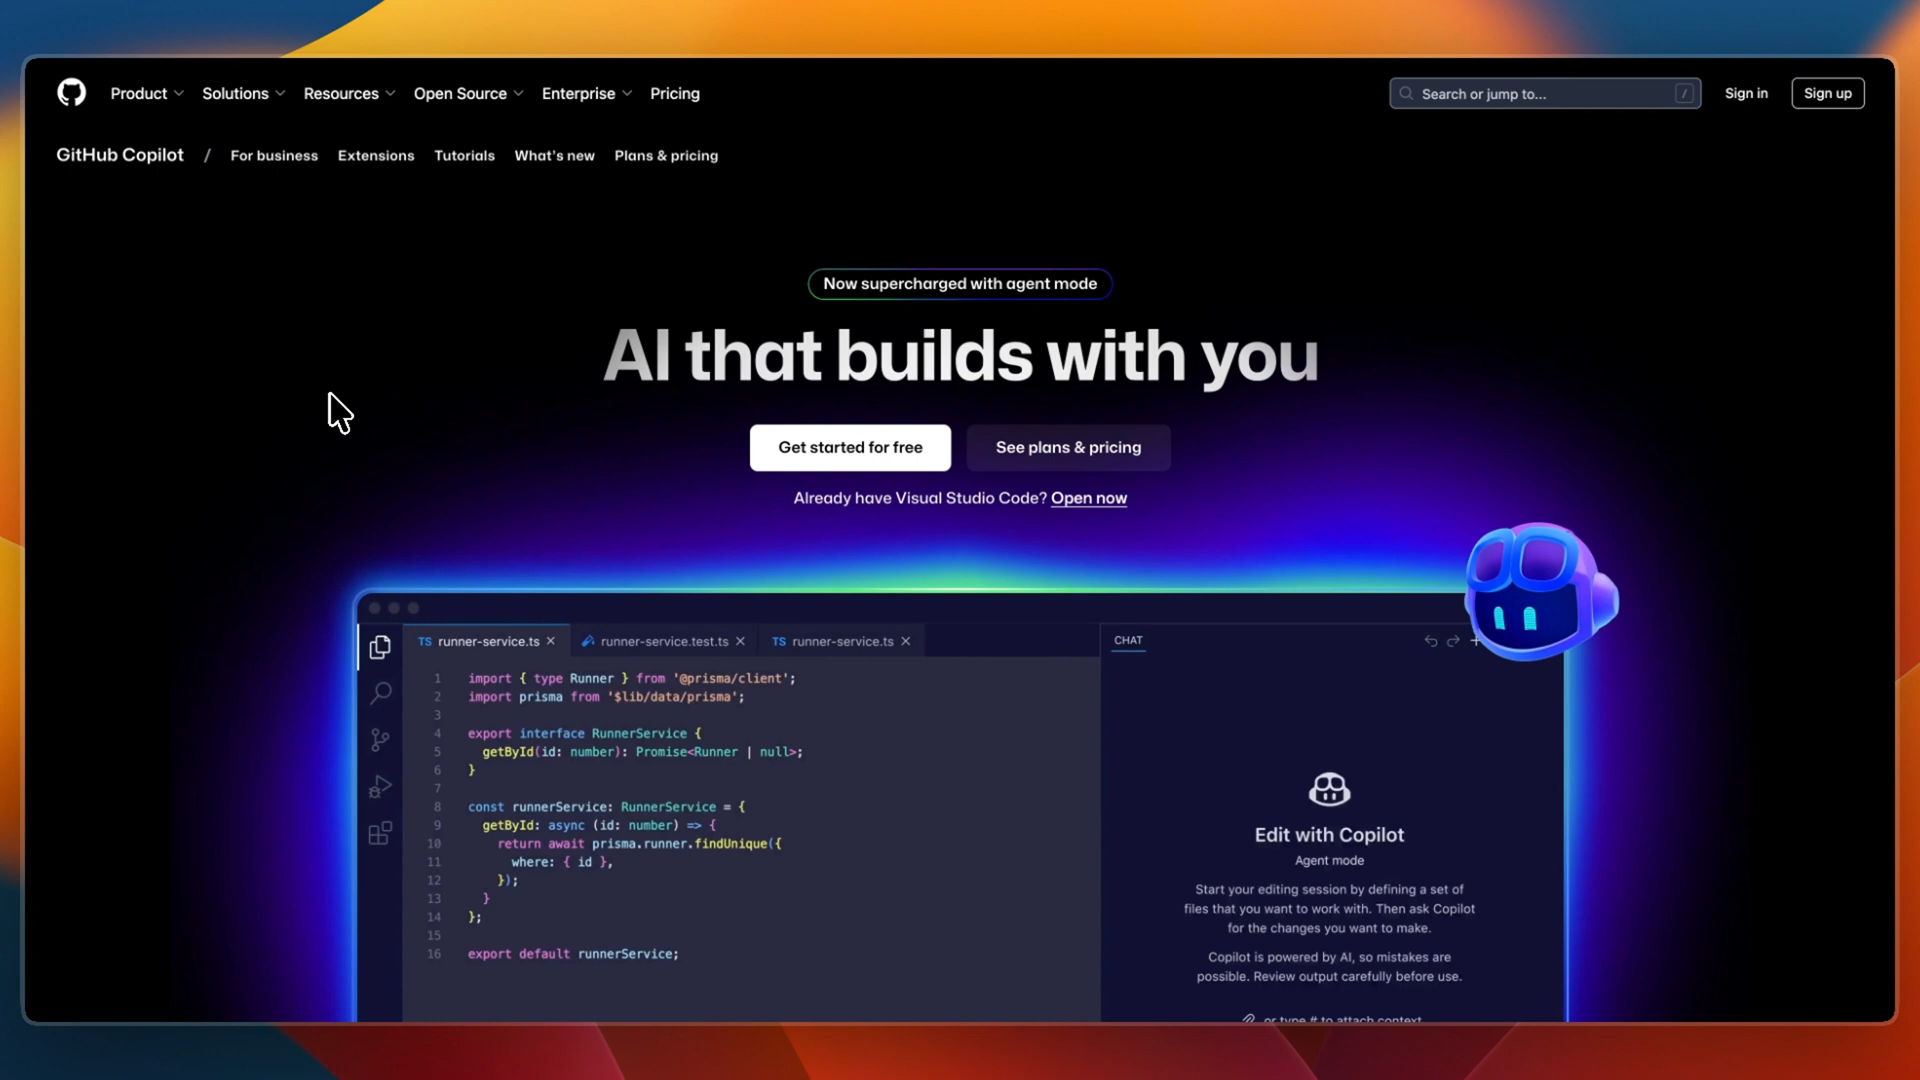 Product Solutions Resources Open Source Enterprise Pricing Search or jump to... / Sign in Sign up
GitHub Copilot / For business Extensions Tutorials What's new Plans & pricing
Now supercharged with agent mode
AI that builds with you
Get started for free See plans & pricing
Already have Visual Studio Code? Open now
TS runner-service.ts × runner-service.test.ts × TS runner-service.ts ×
1 import { type Runner } from '@prisma/client';
2 import prisma from '$lib/data/prisma';
3
4 export interface RunnerService {
5 getById(id: number): Promise<Runner | null>;
6 }
7
8 const runnerService: RunnerService = {
9 getById: async (id: number) => {
10 return await prisma.runner.findUnique({
11 where: { id },
12 });
13 }
14 };
15
16 export default runnerService;
CHAT
Edit with Copilot
Agent mode
Start your editing session by defining a set of
files that you want to work with. Then ask Copilot
for the changes you want to make.
Copilot is powered by AI, so mistakes are
possible. Review output carefully before use.
or type # to attach context